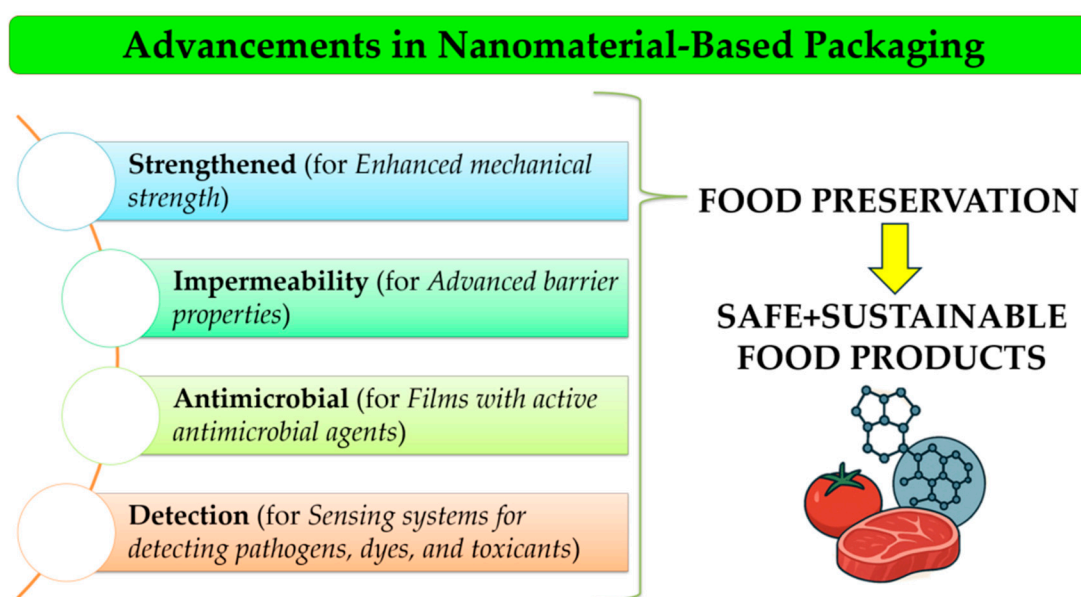 Advancements in Nanomaterial-Based Packaging
Strengthened (for Enhanced mechanical
strength)
Impermeability (for Advanced barrier
properties)
Antimicrobial (for Films with active
antimicrobial agents)
Detection (for Sensing systems for
detecting pathogens, dyes, and toxicants)
FOOD PRESERVATION
SAFE+SUSTAINABLE
FOOD PRODUCTS